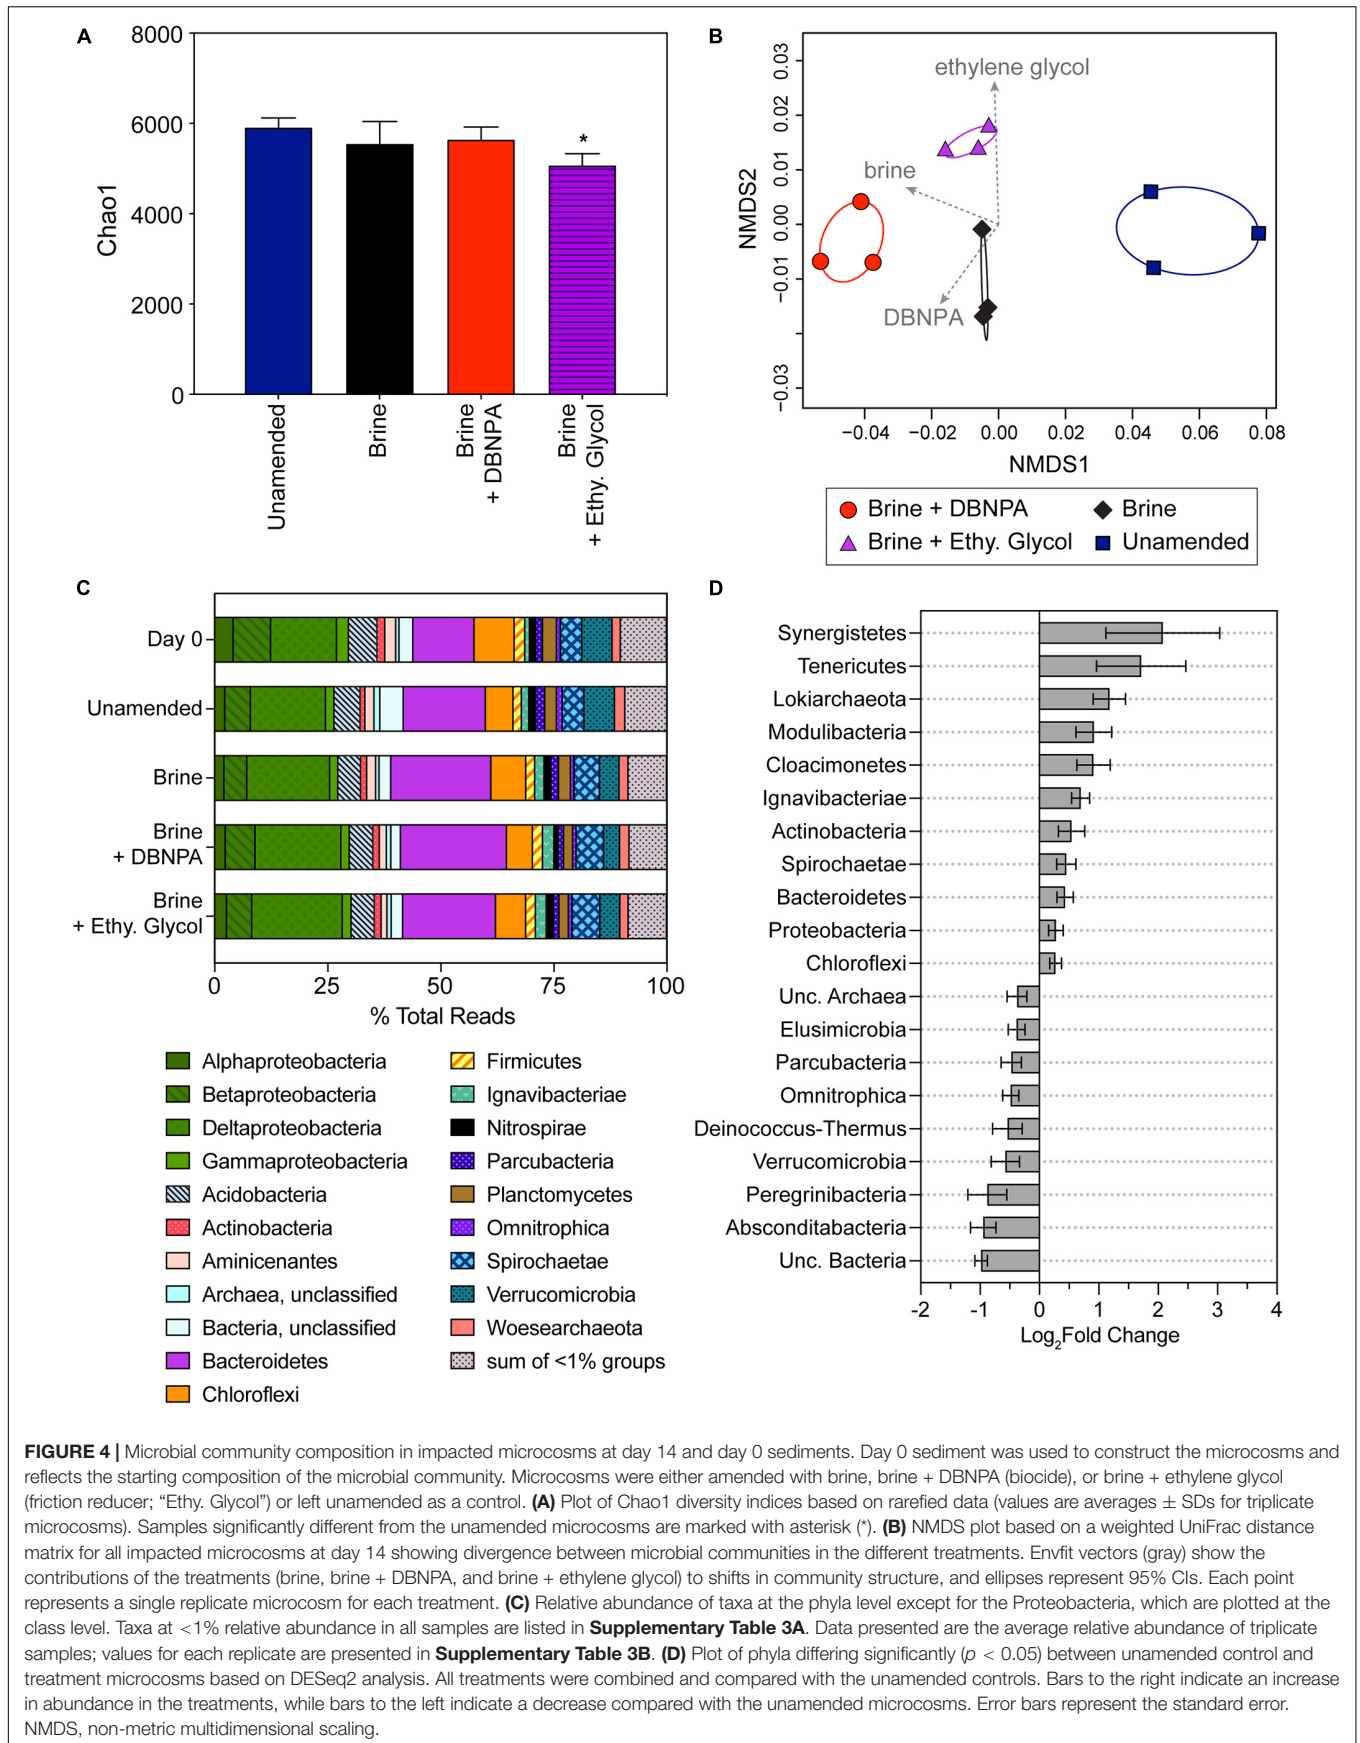 A
8000
6000
4000
2000
0
Chao1
Unamended
Brine
Brine
+ DBNPA
Brine
+ Ethy. Glycol
*
B
0.03
0.02
0.01
0.00
−0.01
−0.03
NMDS2
ethylene glycol
brine
DBNPA
−0.04
−0.02
0.00
0.02
0.04
0.06
0.08
NMDS1
Brine + DBNPA
Brine
Brine + Ethy. Glycol
Unamended
C
Day 0
Unamended
Brine
Brine
+ DBNPA
Brine
+ Ethy. Glycol
0
25
50
75
100
% Total Reads
Alphaproteobacteria
Betaproteobacteria
Deltaproteobacteria
Gammaproteobacteria
Acidobacteria
Actinobacteria
Aminicenantes
Archaea, unclassified
Bacteria, unclassified
Bacteroidetes
Chloroflexi
Firmicutes
Ignavibacteriae
Nitrospirae
Parcubacteria
Planctomycetes
Omnitrophica
Spirochaetae
Verrucomicrobia
Woesearchaeota
sum of <1% groups
D
Synergistetes
Tenericutes
Lokiarchaeota
Modulibacteria
Cloacimonetes
Ignavibacteriae
Actinobacteria
Spirochaetae
Bacteroidetes
Proteobacteria
Chloroflexi
Unc. Archaea
Elusimicrobia
Parcubacteria
Omnitrophica
Deinococcus-Thermus
Verrucomicrobia
Peregrinibacteria
Absconditabacteria
Unc. Bacteria
-2
-1
0
1
2
3
4
Log2Fold Change
FIGURE 4 | Microbial community composition in impacted microcosms at day 14 and day 0 sediments. Day 0 sediment was used to construct the microcosms and
reflects the starting composition of the microbial community. Microcosms were either amended with brine, brine + DBNPA (biocide), or brine + ethylene glycol
(friction reducer; “Ethy. Glycol”) or left unamended as a control. (A) Plot of Chao1 diversity indices based on rarefied data (values are averages ± SDs for triplicate
microcosms). Samples significantly different from the unamended microcosms are marked with asterisk (*). (B) NMDS plot based on a weighted UniFrac distance
matrix for all impacted microcosms at day 14 showing divergence between microbial communities in the different treatments. Envfit vectors (gray) show the
contributions of the treatments (brine, brine + DBNPA, and brine + ethylene glycol) to shifts in community structure, and ellipses represent 95% CIs. Each point
represents a single replicate microcosm for each treatment. (C) Relative abundance of taxa at the phyla level except for the Proteobacteria, which are plotted at the
class level. Taxa at <1% relative abundance in all samples are listed in Supplementary Table 3A. Data presented are the average relative abundance of triplicate
samples; values for each replicate are presented in Supplementary Table 3B. (D) Plot of phyla differing significantly (p < 0.05) between unamended control and
treatment microcosms based on DESeq2 analysis. All treatments were combined and compared with the unamended controls. Bars to the right indicate an increase
in abundance in the treatments, while bars to the left indicate a decrease compared with the unamended microcosms. Error bars represent the standard error.
NMDS, non-metric multidimensional scaling.